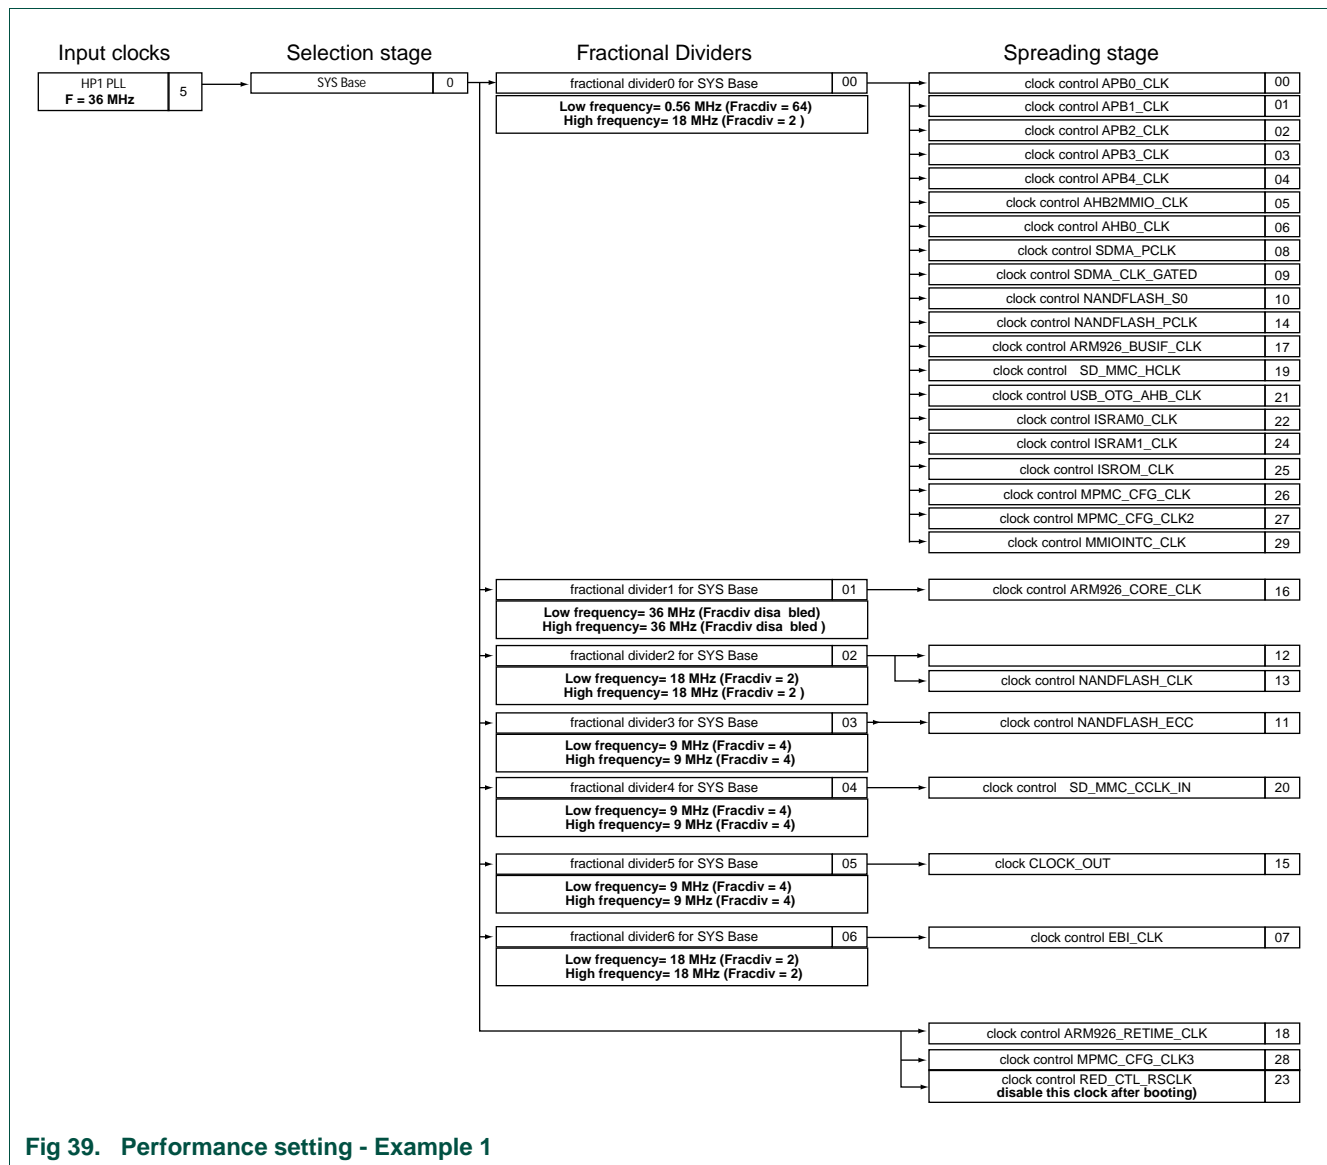 Input clocks
Selection stage
Fractional Dividers
Spreading stage
HP1 PLL
F = 36 MHz
5
SYS Base 0
fractional divider0 for SYS Base 00
Low frequency= 0.56 MHz (Fracdiv = 64)
High frequency= 18 MHz (Fracdiv = 2 )
clock control APB0_CLK 00
clock control APB1_CLK 01
clock control APB2_CLK 02
clock control APB3_CLK 03
clock control APB4_CLK 04
clock control AHB2MMIO_CLK 05
clock control AHB0_CLK 06
clock control SDMA_PCLK 08
clock control SDMA_CLK_GATED 09
clock control NANDFLASH_S0 10
clock control NANDFLASH_PCLK 14
clock control ARM926_BUSIF_CLK 17
clock control SD_MMC_HCLK 19
clock control USB_OTG_AHB_CLK 21
clock control ISRAM0_CLK 22
clock control ISRAM1_CLK 24
clock control ISROM_CLK 25
clock control MPMC_CFG_CLK 26
clock control MPMC_CFG_CLK2 27
clock control MMIOINTC_CLK 29
fractional divider1 for SYS Base 01
Low frequency= 36 MHz (Fracdiv disa bled)
High frequency= 36 MHz (Fracdiv disa bled )
clock control ARM926_CORE_CLK 16
fractional divider2 for SYS Base 02
Low frequency= 18 MHz (Fracdiv = 2)
High frequency= 18 MHz (Fracdiv = 2 )
12
clock control NANDFLASH_CLK 13
fractional divider3 for SYS Base 03
Low frequency= 9 MHz (Fracdiv = 4)
High frequency= 9 MHz (Fracdiv = 4)
clock control NANDFLASH_ECC 11
fractional divider4 for SYS Base 04
Low frequency= 9 MHz (Fracdiv = 4)
High frequency= 9 MHz (Fracdiv = 4)
clock control SD_MMC_CCLK_IN 20
fractional divider5 for SYS Base 05
Low frequency= 9 MHz (Fracdiv = 4)
High frequency= 9 MHz (Fracdiv = 4)
clock CLOCK_OUT 15
fractional divider6 for SYS Base 06
Low frequency= 18 MHz (Fracdiv = 2)
High frequency= 18 MHz (Fracdiv = 2)
clock control EBI_CLK 07
clock control ARM926_RETIME_CLK 18
clock control MPMC_CFG_CLK3 28
clock control RED_CTL_RSCLK 23
disable this clock after booting)
Fig 39. Performance setting - Example 1